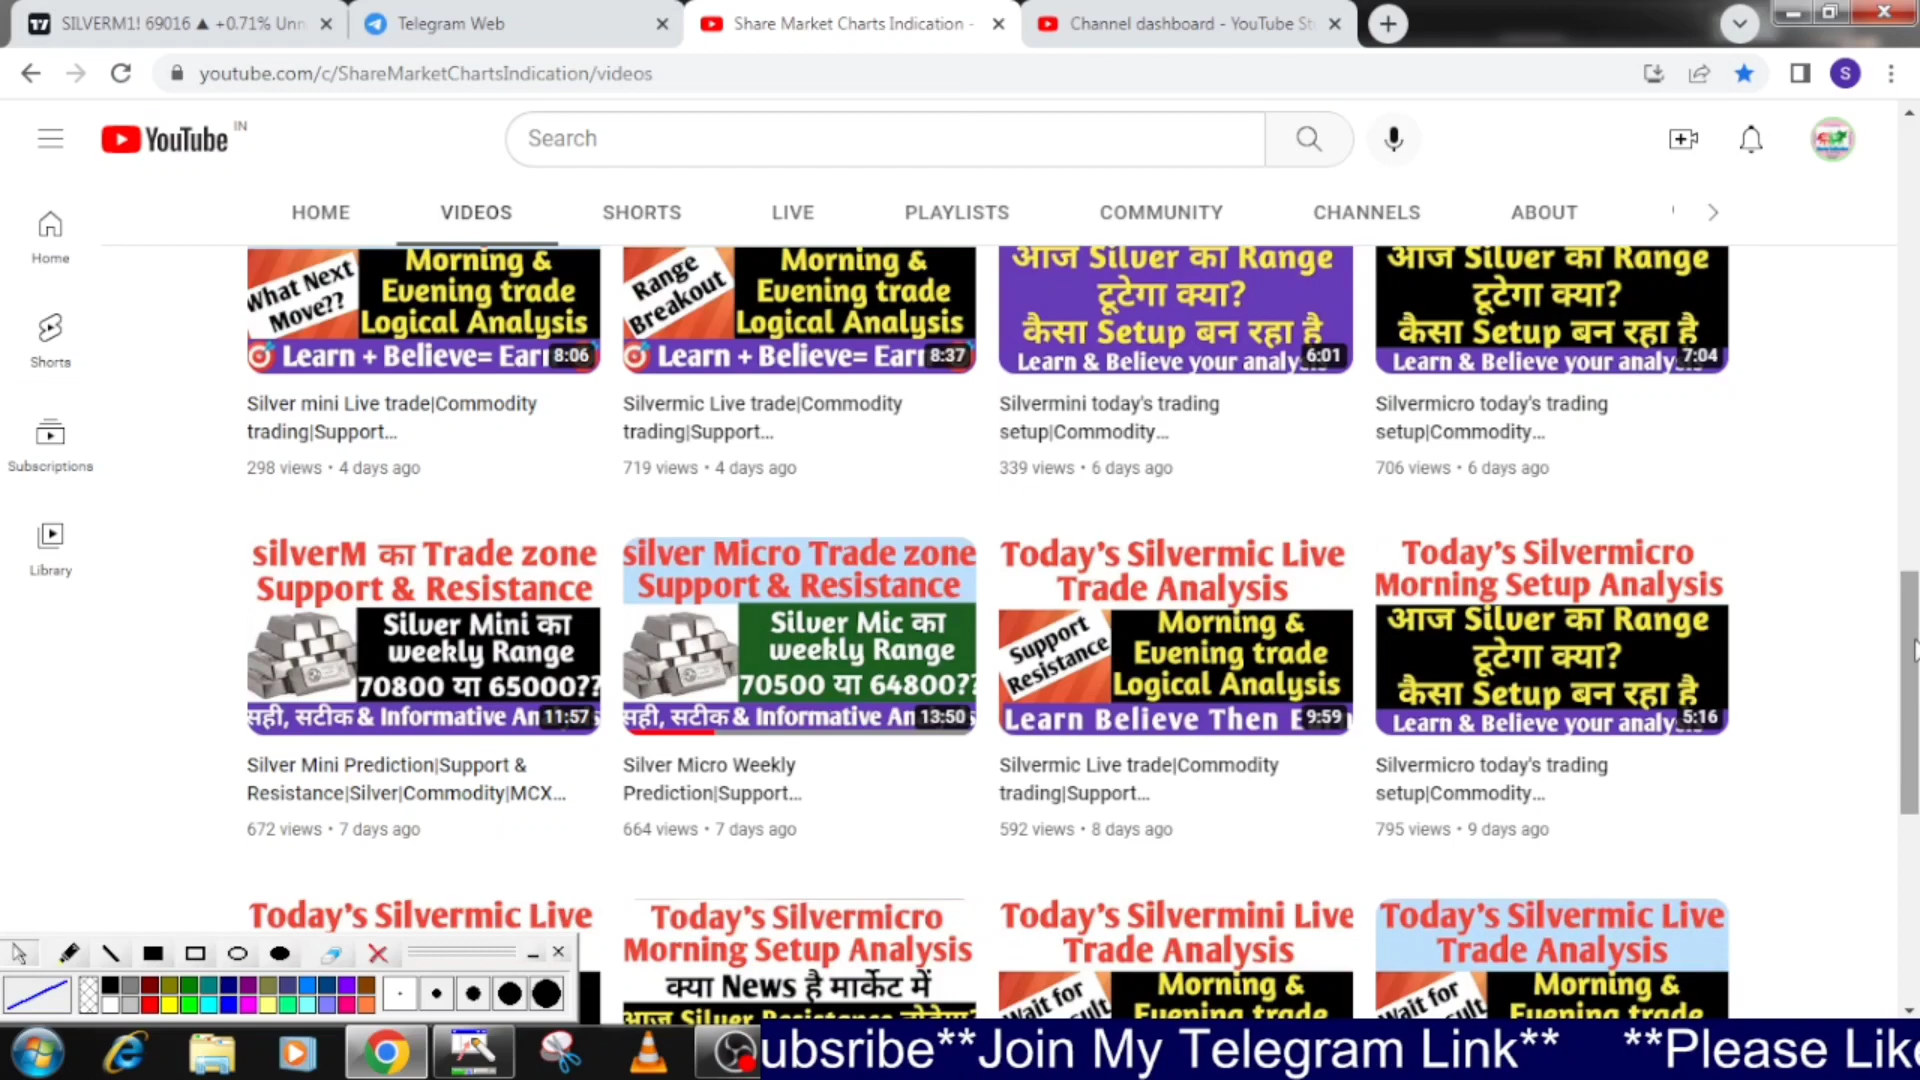 SILVERM1! 69016 ▲ +0.71% Unn
Telegram Web
Share Market Charts Indication -
Channel dashboard - YouTube St
youtube.com/c/ShareMarketChartsIndication/videos
S
YouTube IN
Search
HOME VIDEOS SHORTS LIVE PLAYLISTS COMMUNITY CHANNELS ABOUT
Home
Shorts
Subscriptions
Library
What Next Move??
Morning &
Evening trade
Logical Analysis
Learn + Believe= Earn
8:06
Silver mini Live trade|Commodity
trading|Support...
298 views • 4 days ago
Range Breakout
Morning &
Evening trade
Logical Analysis
Learn + Believe= Earn
8:37
Silvermic Live trade|Commodity
trading|Support...
719 views • 4 days ago
आज Silver का Range
टूटेगा क्या?
कैसा Setup बन रहा है
Learn & Believe your analy
6:01
Silvermini today's trading
setup|Commodity...
339 views • 6 days ago
आज Silver का Range
टूटेगा क्या?
कैसा Setup बन रहा है
Learn & Believe your analy
7:04
Silvermicro today's trading
setup|Commodity...
706 views • 6 days ago
silverM का Trade zone
Support & Resistance
Silver Mini का
weekly Range
70800 या 65000??
सही, सटीक & Informative An
11:57
Silver Mini Prediction|Support &
Resistance|Silver|Commodity|MCX...
672 views • 7 days ago
silver Micro Trade zone
Support & Resistance
Silver Mic का
weekly Range
70500 या 64800??
सही, सटीक & Informative An
13:50
Silver Micro Weekly
Prediction|Support...
664 views • 7 days ago
Today's Silvermic Live
Trade Analysis
Support Resistance
Morning &
Evening trade
Logical Analysis
Learn Believe Then E
9:59
Silvermic Live trade|Commodity
trading|Support...
592 views • 8 days ago
Today's Silvermicro
Morning Setup Analysis
आज Silver का Range
टूटेगा क्या?
कैसा Setup बन रहा है
Learn & Believe your analy
5:16
Silvermicro today's trading
setup|Commodity...
795 views • 9 days ago
Today's Silvermic Live
Today's Silvermicro
Morning Setup Analysis
क्या News है मार्केट में
आज Silver Resistance तोड़ेगा?
Today's Silvermini Live
Trade Analysis
Wait for
Morning &
Evening trade
Today's Silvermic Live
Trade Analysis
Wait for
Morning &
Evening trade
ubsribe**Join My Telegram Link** **Please Like